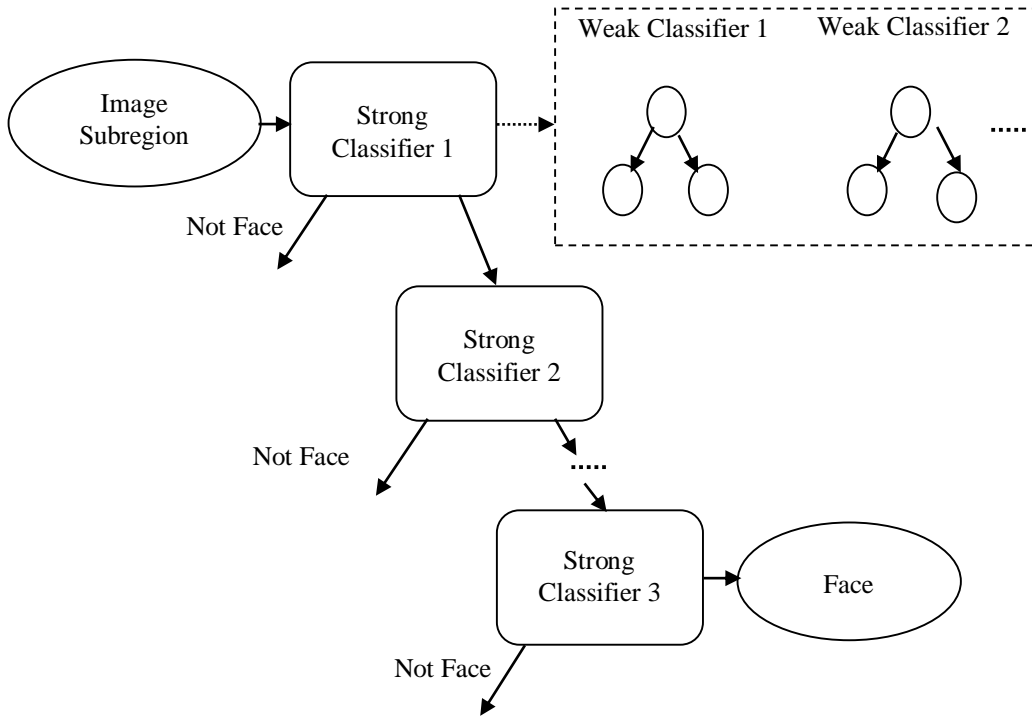 Weak Classifier 1
Weak Classifier 2
Image
Subregion
Strong
Classifier 1
.....
Not Face
Strong
Classifier 2
Not Face
.....
Strong
Classifier 3
Face
Not Face